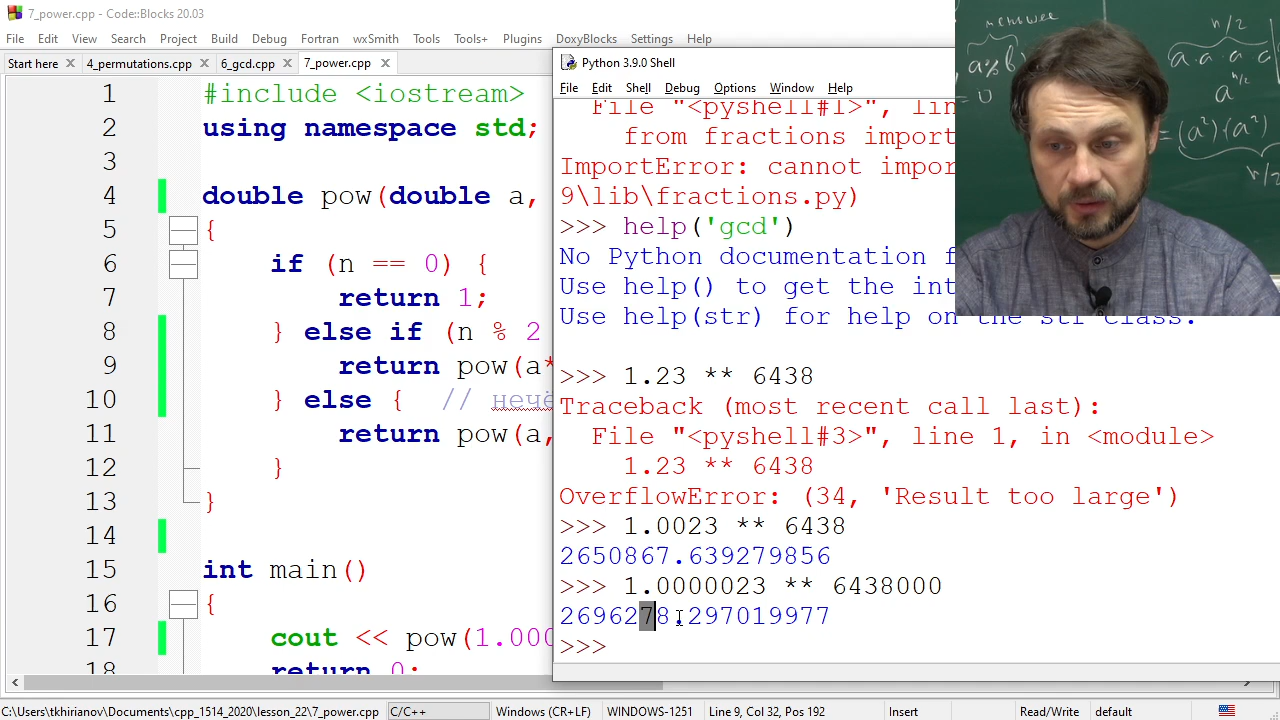 7_power.cpp - Code::Blocks 20.03
File Edit View Search Project Build Debug Fortran wxSmith Tools Tools+ Plugins DoxyBlocks Settings Help
Start here 4_permutations.cpp 6_gcd.cpp 7_power.cpp
1 #include <iostream>
2 using namespace std;
3
4 double pow(double a,
5 {
6 if (n == 0) {
7 return 1;
8 } else if (n % 2
9 return pow(a*
10 } else { // нечё
11 return pow(a,
12 }
13 }
14
15 int main()
16 {
17 cout << pow(1.000
18 return 0;
Python 3.9.0 Shell
File Edit Shell Debug Options Window Help
File "<pyshell#1>", lin
from fractions import
ImportError: cannot impor
9\lib\fractions.py)
>>> help('gcd')
No Python documentation f
Use help() to get the int
Use help(str) for help on the str class.
>>> 1.23 ** 6438
Traceback (most recent call last):
File "<pyshell#3>", line 1, in <module>
1.23 ** 6438
OverflowError: (34, 'Result too large')
>>> 1.0023 ** 6438
2650867.639279856
>>> 1.0000023 ** 6438000
2696278.297019977
>>>
n/2
a · a · a · a
a n/2
= (a²)·(a²)
n/2
a%b
= 0
C:\Users\tkhirianov\Documents\cpp_1514_2020\lesson_22\7_power.cpp C/C++ Windows (CR+LF) WINDOWS-1251 Line 9, Col 32, Pos 192 Insert Read/Write default